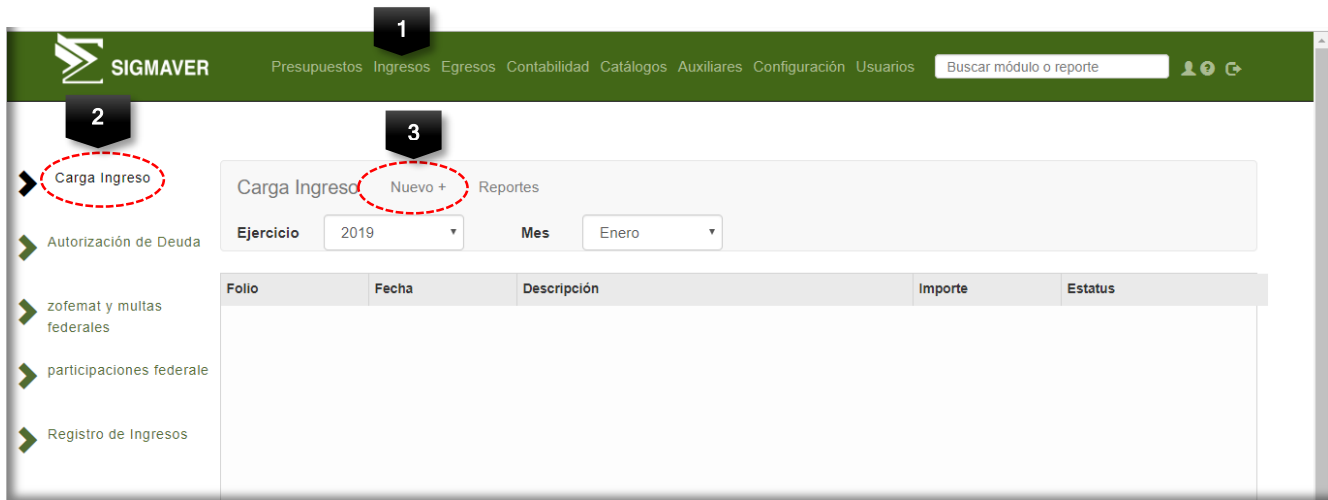 1
SIGMAVER
Presupuestos Ingresos Egresos Contabilidad Catálogos Auxiliares Configuración Usuarios Buscar módulo o reporte
2
3
Carga Ingreso
Carga Ingreso Nuevo + Reportes
Ejercicio 2019 Mes Enero
Autorización de Deuda
Folio Fecha Descripción Importe Estatus
zofemat y multas
federales
participaciones federale
Registro de Ingresos